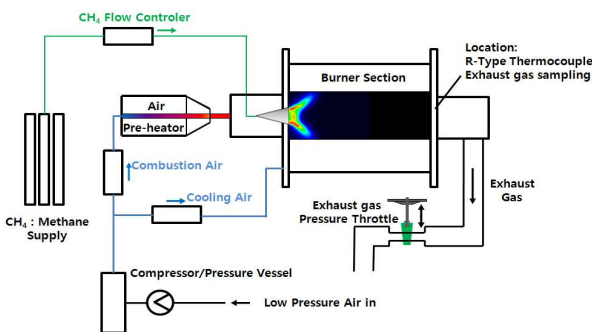 CH4 Flow Controler
Location:
R-Type Thermocouple
Exhaust gas sampling
Burner Section
Air
Pre-heator
Combustion Air
Cooling Air
CH4 : Methane
Supply
Exhaust gas
Pressure Throttle
Exhaust
Gas
Compressor/Pressure Vessel
Low Pressure Air in